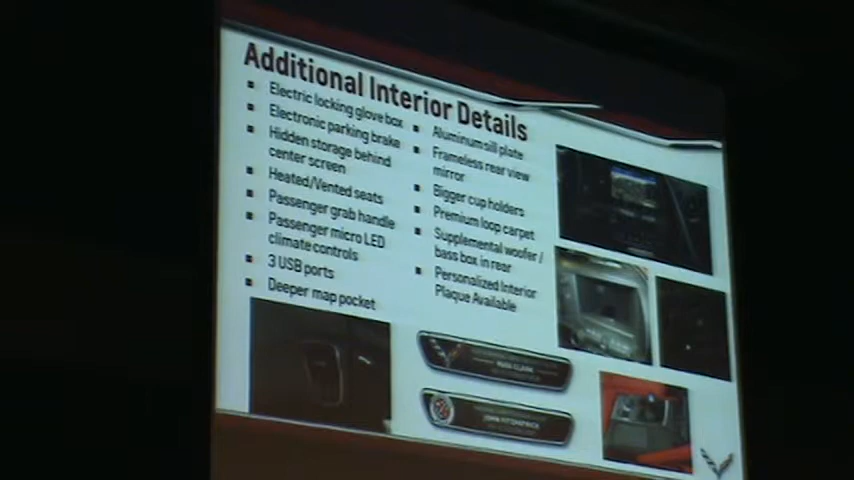 Additional Interior Details
Electric locking glove box
Electronic parking brake
Hidden storage behind
center screen
Heated/Vented seats
Passenger grab handle
Passenger micro LED
climate controls
3 USB ports
Deeper map pocket
Aluminum sill plate
Frameless rear view
mirror
Bigger cup holders
Premium loop carpet
Supplemental woofer /
bass box in rear
Personalized Interior
Plaque Available
RUSS CLARK
JOHN FITZPATRICK